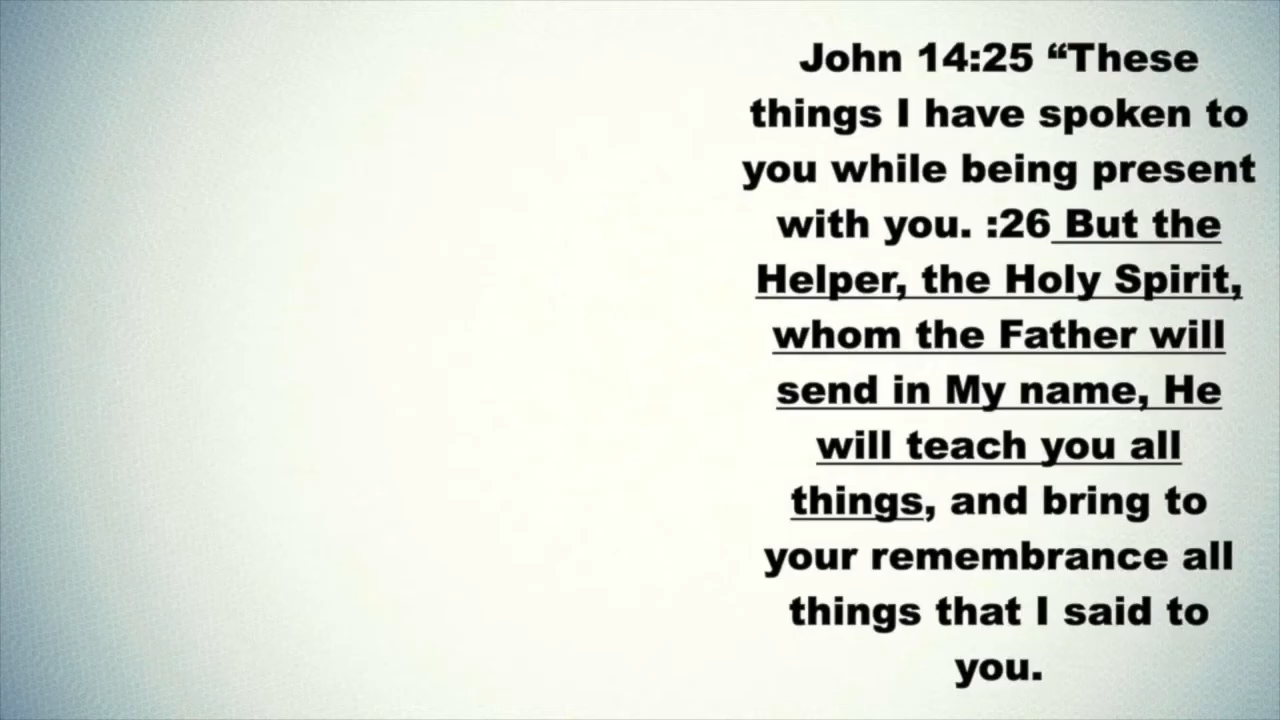 John 14:25 “These
things I have spoken to
you while being present
with you. :26 But the
Helper, the Holy Spirit,
whom the Father will
send in My name, He
will teach you all
things, and bring to
your remembrance all
things that I said to
you.